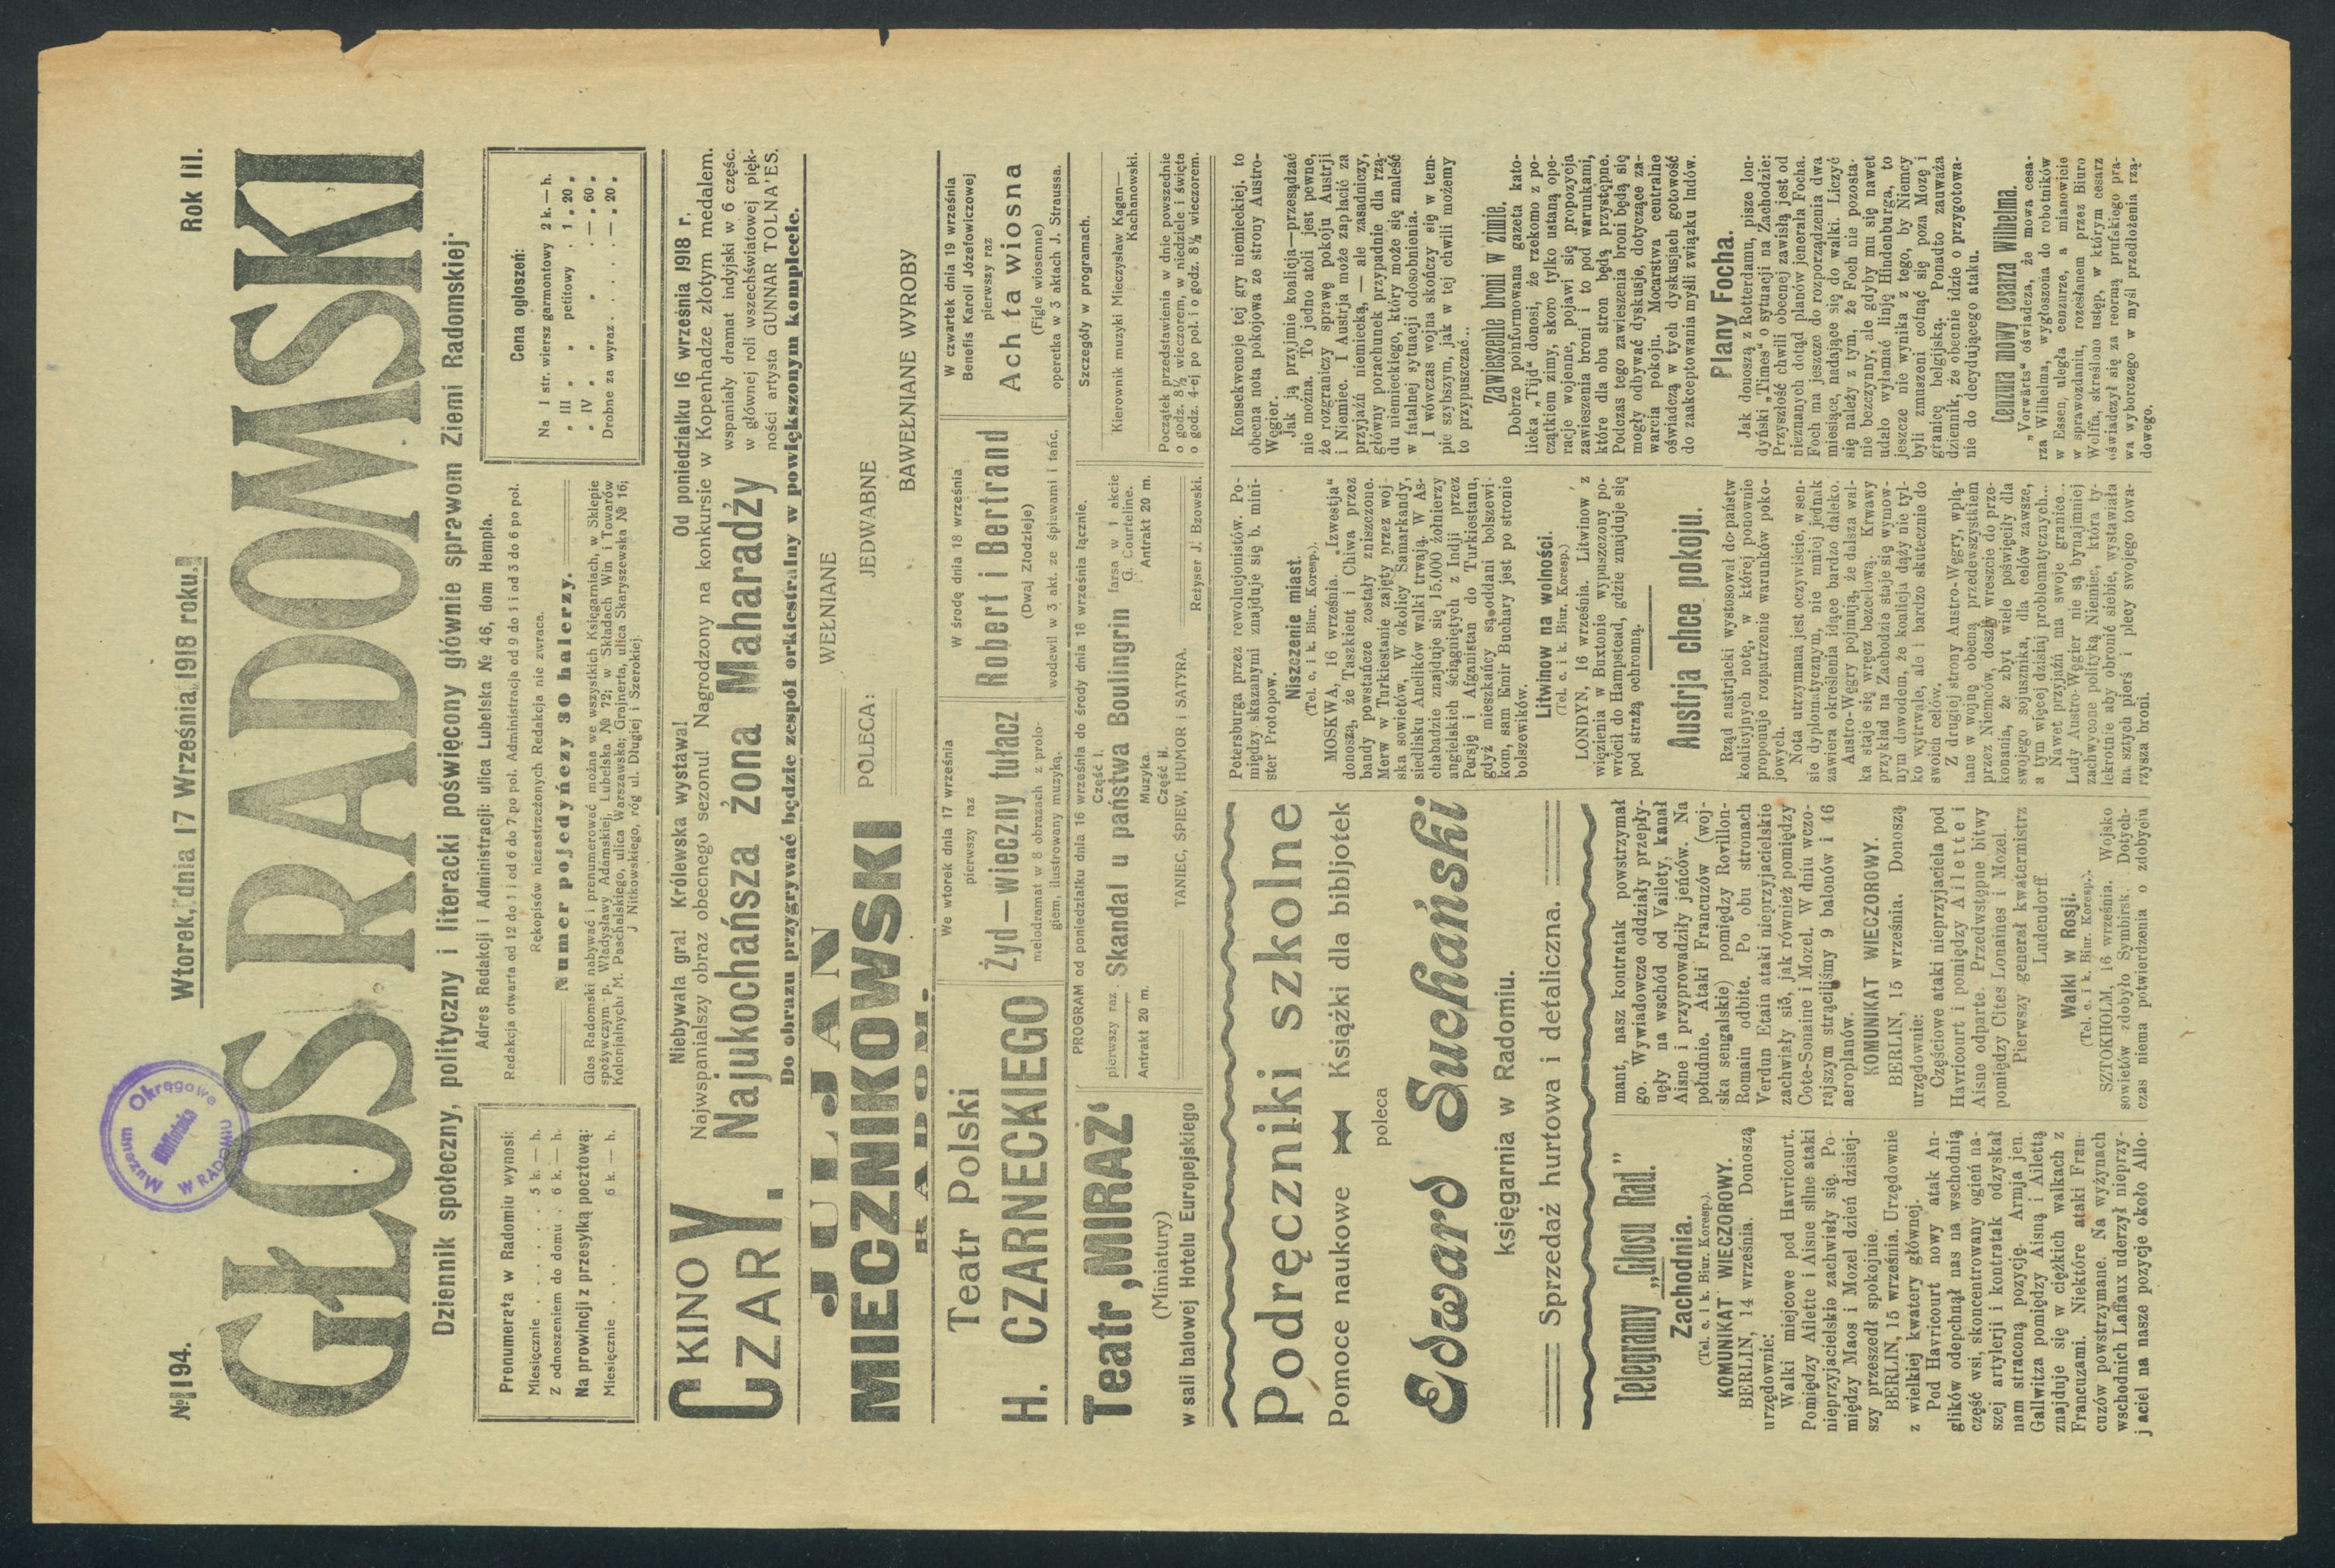 № 194.
Wtorek, dnia 17 Września 1918 roku.
Rok III.
Muzeum Okręgowe
Biblioteka
W RADOMIU
GŁOS RADOMSKI
Dziennik społeczny, polityczny i literacki poświęcony głównie sprawom Ziemi Radomskiej·
Prenumerata w Radomiu wynosi:
Miesięcznie . . . . . . 5 k. — h.
Z odnoszeniem do domu . 6 k. — h.
Na prowincji z przesyłką pocztową:
Miesięcznie . . . . 6 k. — h.
Adres Redakcji i Administracji: ulica Lubelska № 46, dom Hempla.
Redakcja otwarta od 12 do 1 i od 6 do 7 po poł. Administracja od 9 do 1 i od 3 do 6 po poł.
Rękopisów niezastrzeżonych Redakcja nie zwraca.
Numer pojedyńczy 30 halerzy.
Głos Radomski nabywać i prenumerować można we wszystkich Księgarniach, w Sklepie
spożywczym p. Władysławy Adamskiej, Lubelska № 72; w Składach Win i Towarów
Kolonjalnych: M. Paschalskiego, ulica Warszawska; Grajnerta, ulica Skaryszewska № 16;
J Nitkowskiego, róg ul. Długiej i Szerokiej.
Cena ogłoszeń:
Na I str. wiersz garmontowy 2 k.— h.
„ III „ „ petitowy . 1 „ 20 „
„ IV „ „ „ . — „ 60 „
Drobne za wyraz . . . . . — „ 20 „
KINO
CZARY.
Niebywała gra! Królewska wystawa!
Od poniedziałku 16 września 1918 r.
Najwspanialszy obraz obecnego sezonu! Nagrodzony na konkursie w Kopenhadze złotym medalem.
Najukochańsza żona Maharadży
wspaniały dramat indyjski w 6 częśc.
w głównej roli wszechświatowej pięk-
ności artysta GUNNAR TOLNA'ES.
Do obrazu przygrywać będzie zespół orkiestralny w powiększonym komplecie.
JULJAN
MIECZNIKOWSKI
RADOM.
POLECA:
WEŁNIANE
JEDWABNE
BAWEŁNIANE WYROBY
Teatr Polski
H. CZARNECKIEGO
We wtorek dnia 17 września
pierwszy raz
Żyd—wieczny tułacz
melodramat w 8 obrazach z prolo-
giem, ilustrowany muzyką.
W środę dnia 18 września
Robert i Bertrand
(Dwaj Złodzieje)
wodewil w 3 akt. ze śpiewami i tańc.
W czwartek dnia 19 września
Benefis Karoli Józefowiczowej
pierwszy raz
Ach ta wiosna
(Figle wiosenne)
operetka w 3 aktach J. Straussa.
Teatr „MIRAŻ"
(Miniatury)
w sali balowej Hotelu Europejskiego
PROGRAM od poniedziałku dnia 16 września do środy dnia 18 września łącznie.
Część I.
pierwszy raz
Skandal u państwa Boulingrin
farsa w 1 akcie
G. Courteline.
Antrakt 20 m.
Muzyka.
Antrakt 20 m.
Część II.
TANIEC, ŚPIEW, HUMOR i SATYRA.
Reżyser J. Bzowski.
Szczegóły w programach.
Kierownik muzyki Mieczysław Kagan—
Kachanowski.
Początek przedstawienia w dnie powszednie
o godz. 8½ wieczorem, w niedziele i święta
o godz. 4-ej po poł. i o godz. 8½ wieczorem.
Podręczniki szkolne
Pomoce naukowe
Książki dla bibljotek
poleca
Edward Suchański
księgarnia w Radomiu.
Sprzedaż hurtowa i detaliczna.
Telegramy „Głosu Rad."
Zachodnia.
(Tel. c. i k. Biur. Koresp.).
KOMUNIKAT WIECZOROWY.
BERLIN, 14 września. Donoszą
urzędownie:
Walki miejcowe pod Havricourt.
Pomiędzy Ailette i Aisne silne ataki
nieprzyjacielskie zachwiały się. Po-
między Maos i Mozel dzień dzisiej-
szy przeszedł spokojnie.
BERLIN, 15 września. Urzędownie
z wielkiej kwatery głównej.
Pod Havricourt nowy atak An-
glików odepchnął nas na wschodnią
część wsi, skoncentrowany ogień na-
szej artylerji i kontratak odzyskał
nam straconą pozycję. Armja jen.
Gallwitza pomiędzy Aisną i Ailettą
znajduje się w ciężkich walkach z
Francuzami. Niektóre ataki Fran-
cuzów powstrzymane. Na wyżynach
wschodnich Laffaux uderzył nieprzy-
jaciel na nasze pozycje około Allo-
mant, nasz kontratak powstrzymał
go. Wywiadowcze oddziały przepły-
nęły na wschód od Vailety, kanał
Aisne i przyprowadziły jeńców. Na
południe. Ataki Francuzów (woj-
ska sengalskie) pomiędzy Rovillon-
Romain odbite. Po obu stronach
Verdun Etain ataki nieprzyjacielskie
zachwiały się, jak również pomiędzy
Cote-Sonaine i Mozel. W dniu wczo-
rajszym strąciliśmy 9 balonów i 46
aeroplanów.
KOMUNIKAT WIECZOROWY.
BERLIN, 15 września. Donoszą
urzędownie:
Częściowe ataki nieprzyjaciela pod
Havricourt i pomiędzy Ailette i
Aisne odparte. Przedwstępne bitwy
pomiędzy Cites Lonaines i Mozel.
Pierwszy generał kwatermistrz
Ludendorff.
Walki w Rosji.
(Tel. c. i k. Biur. Koresp.).
SZTOKHOLM, 16 września. Wojsko
sowietów zdobyło Symbirsk. Dotych-
czas niema potwierdzenia o zdobyciu
Petersburga przez rewolucjonistów. Po-
między skazanymi znajduje się b. mini-
ster Protopow.
Niszczenie miast.
(Tel. c. i k. Biur. Koresp.).
MOSKWA, 16 września. „Izwestja"
donoszą, że Taszkient i Chiwa przez
bandy powstańcze zostały zniszczone.
Merw w Turkiestanie zajęty przez woj-
ska sowietów. W okolicy Samarkandy,
siedlisku Anclików walki trwają. W As-
chabadzie znajduje się 15.000 żołnierzy
angielskich ściągniętych z Indji przez
Persję i Afganistan do Turkiestanu,
gdyż mieszkańcy są oddani bolszewi-
kom, sam Emir Buchary jest po stronie
bolszewików.
Litwinow na wolności.
(Tel. c. i k. Biur. Koresp.)
LONDYN, 16 września. Litwinow z
więzienia w Buxtonie wypuszczony po-
wrócił do Hampstead, gdzie znajduje się
pod strażą ochronną.
Austrja chce pokoju.
Rząd austrjacki wystosował do państw
koalicyjnych notę, w której ponownie
proponuje rozpatrzenie warunków poko-
jowych.
Nota utrzymana jest oczywiście, w sen-
sie dyplomatycznym, nie mniej jednak
zawiera określenia idące bardzo daleko.
Austro-Węgry pojmują, że dalsza wal-
ka staje się wręcz bezcelową. Krwawy
przykład na Zachodzie staje się wymow-
nym dowodem, że koalicja dąży nie tyl-
ko wytrwale, ale i bardzo skutecznie do
swoich celów.
Z drugiej strony Austro-Węgry, wplą-
tane w wojnę obecną przedewszystkiem
przez Niemców, doszły wreszcie do prze-
konania, że zbyt wiele poświęciły dla
swojego sojusznika, dla celów zawsze,
a tym więcej dzisiaj problematycznych...
Nawet przyjaźń ma swoje granice...
Ludy Austro-Węgier nie są bynajmniej
zachwycone polityką Niemiec, która ty-
lokrotnie aby obronić siebie, wystawiała
na sztych pierś i plecy swojego towa-
rzysza broni.
Konsekwencje tej gry niemieckiej, to
obecna nota pokojowa ze strony Austro-
Węgier.
Jak ją przyjmie koalicja—przesądzać
nie można. To jedno atoli jest pewne,
że rozgraniczy sprawę pokoju Austrji
i Niemiec. I Austrja może zapłacić za
przyjaźń niemiecką, — ale zasadniczy,
główny porachunek przypadnie dla rzą-
du niemieckiego, który może się znaleść
w fatalnej sytuacji odosobnienia.
I wówczas wojna skończy się w tem-
pie szybszym, jak w tej chwili możemy
to przypuszczać...
Zawieszenie broni w zimie.
Dobrze poinformowana gazeta kato-
licka „Tijd" donosi, że rzekomo z po-
czątkiem zimy, skoro tylko ustaną ope-
racje wojenne, pojawi się propozycja
zawieszenia broni i to pod warunkami,
które dla obu stron będą przystępne.
Podczas tego zawieszenia broni będą się
mogły odbywać dyskusje, dotyczące za-
warcia pokoju. Mocarstwa centralne
oświadczą w tych dyskusjach gotowość
do zaakceptowania myśli związku ludów.
Plany Focha.
Jak donoszą z Rotterdamu, pisze lon-
dyński „Times" o sytuacji na Zachodzie:
Przyszłość chwili obecnej zawisłą jest od
nieznanych dotąd planów jenerała Focha.
Foch ma jeszcze do rozporządzenia dwa
miesiące, nadające się do walki. Liczyć
się należy z tym, że Foch nie pozosta-
nie bezczynny, ale gdyby mu się nawet
udało wyłamać linję Hindenburga, to
jeszcze nie wynika z tego, by Niemcy
byli zmuszeni cofnąć się poza Mozę i
granicę belgijską. Ponadto zauważa
dziennik, że obecnie idzie o przygotowa-
nie do decydującego ataku.
Cenzura mowy cesarza Wilhelma.
„Vorwärts" oświadcza, że mowa cesa-
rza Wilhelma, wygłoszona do robotników
w Essen, uległa cenzurze, a mianowicie
w sprawozdaniu, rozesłanem przez Biuro
Wolffa, skreślono ustęp, w którym cesarz
oświadczył się za reormą prufskiego pra-
wa wyborczego w myśl przedłożenia rzą-
dowego.